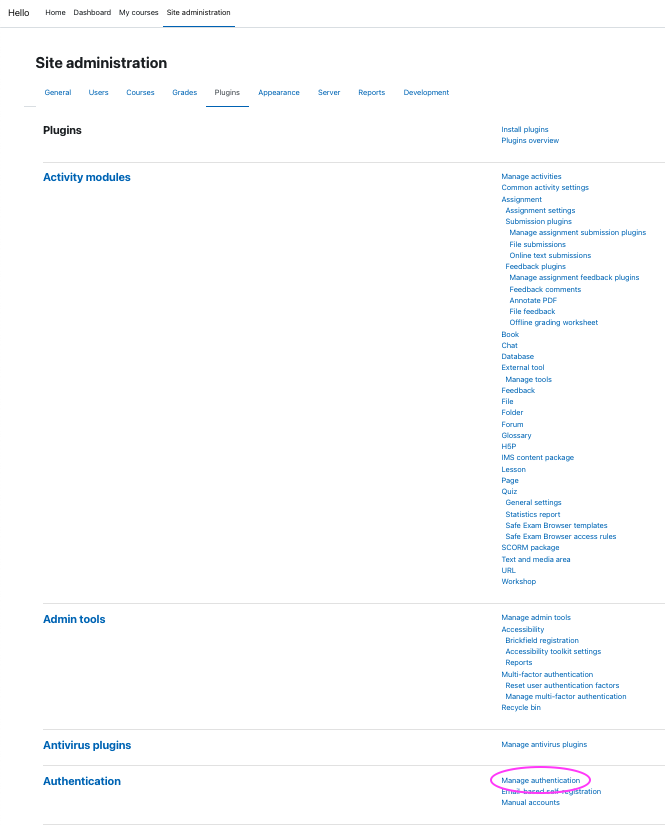 Hello Home Dashboard My courses Site administration
Site administration
General Users Courses Grades Plugins Appearance Server Reports Development
Plugins
Install plugins
Plugins overview
Activity modules
Manage activities
Common activity settings
Assignment
Assignment settings
Submission plugins
Manage assignment submission plugins
File submissions
Online text submissions
Feedback plugins
Manage assignment feedback plugins
Feedback comments
Annotate PDF
File feedback
Offline grading worksheet
Book
Chat
Database
External tool
Manage tools
Feedback
File
Folder
Forum
Glossary
H5P
IMS content package
Lesson
Page
Quiz
General settings
Statistics report
Safe Exam Browser templates
Safe Exam Browser access rules
SCORM package
Text and media area
URL
Workshop
Admin tools
Manage admin tools
Accessibility
Brickfield registration
Accessibility toolkit settings
Reports
Multi-factor authentication
Reset user authentication factors
Manage multi-factor authentication
Recycle bin
Antivirus plugins
Manage antivirus plugins
Authentication
Manage authentication
Email-based self-registration
Manual accounts